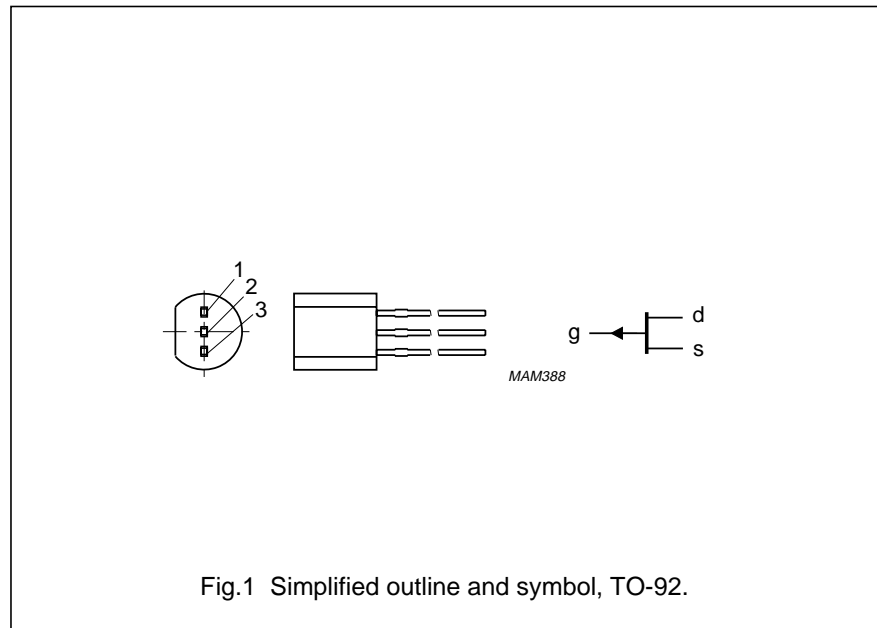 1
2
3
g
d
s
MAM388
Fig.1 Simplified outline and symbol, TO-92.